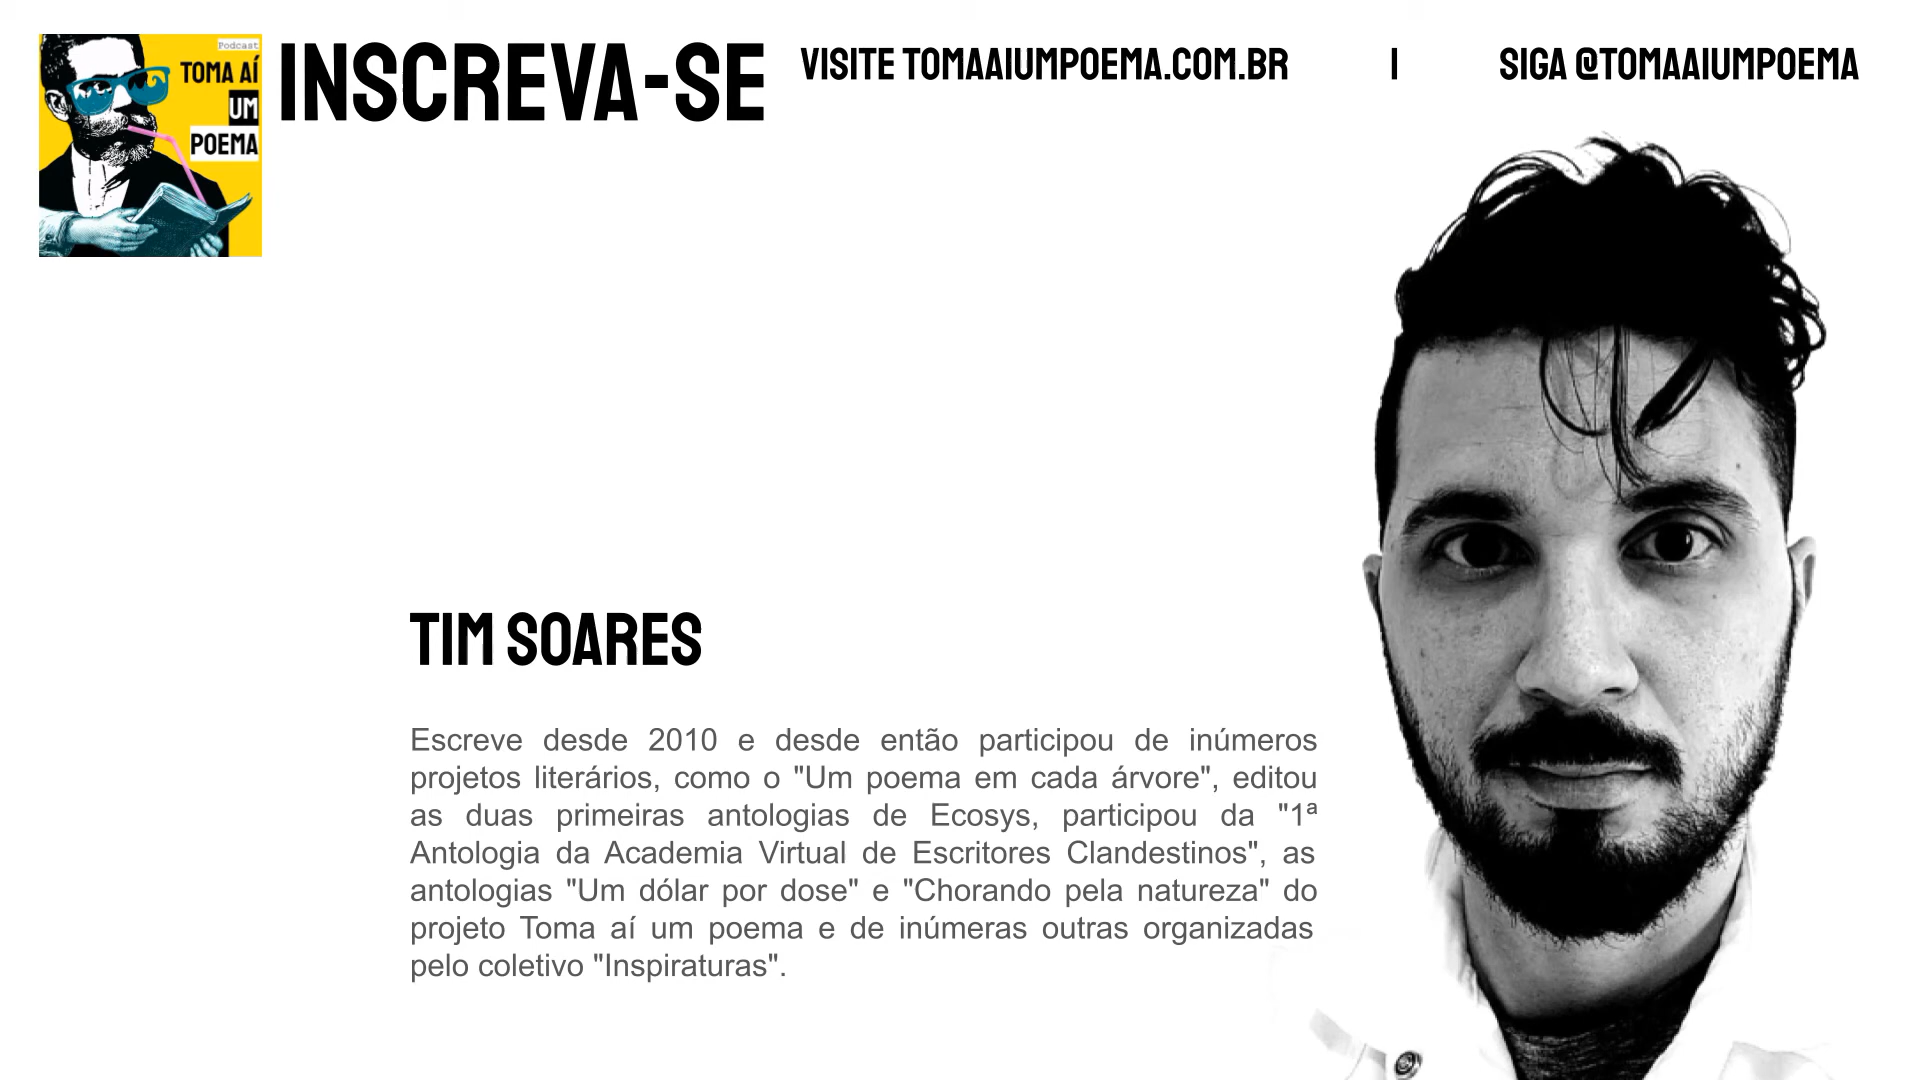 Podcast
TOMA AÍ
UM
POEMA
INSCREVA-SE
VISITE TOMAAIUMPOEMA.COM.BR
I
SIGA @TOMAAIUMPOEMA
TIM SOARES
Escreve desde 2010 e desde então participou de inúmeros
projetos literários, como o "Um poema em cada árvore", editou
as duas primeiras antologias de Ecosys, participou da "1ª
Antologia da Academia Virtual de Escritores Clandestinos", as
antologias "Um dólar por dose" e "Chorando pela natureza" do
projeto Toma aí um poema e de inúmeras outras organizadas
pelo coletivo "Inspiraturas".